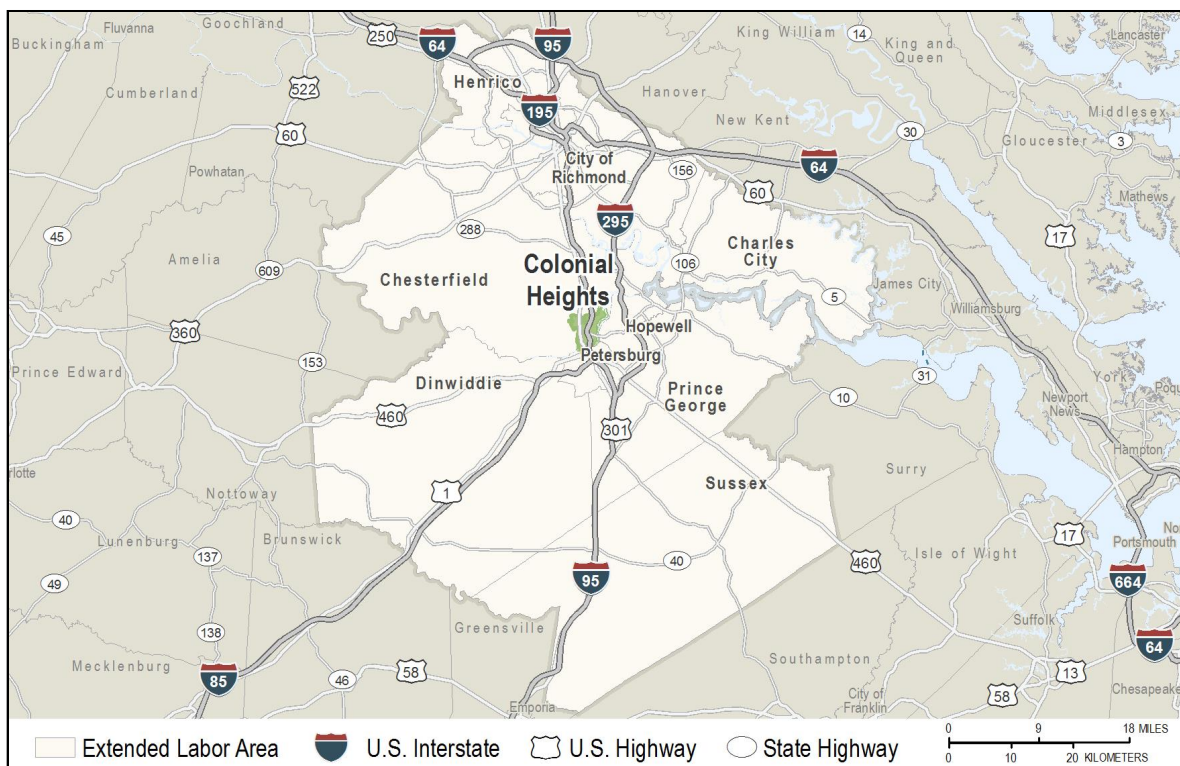 Fluvanna
Goochland
Buckingham
250
64
95
King William
14
King and
Queen
Lancaster
Henrico
Cumberland
522
195
Hanover
Middlesex
60
New Kent
30
Gloucester
3
City of
Richmond
156
64
Powhatan
60
Mathews
45
288
295
17
Amelia
609
Chesterfield
Colonial
Heights
106
Charles
City
James City
5
Williamsburg
360
Hopewell
153
Petersburg
31
York
Prince Edward
Dinwiddie
Prince
George
10
Newport
News
460
301
Hampton
Surry
1
Sussex
Nottoway
40
Lunenburg
137
Brunswick
17
Portsmouth
40
460
Isle of Wight
49
95
664
138
Greensville
Suffolk
64
Mecklenburg
85
58
46
Southampton
13
Emporia
City of
Franklin
58
Chesapeake
Extended Labor Area
U.S. Interstate
U.S. Highway
State Highway
0 9 18 MILES
0 10 20 KILOMETERS